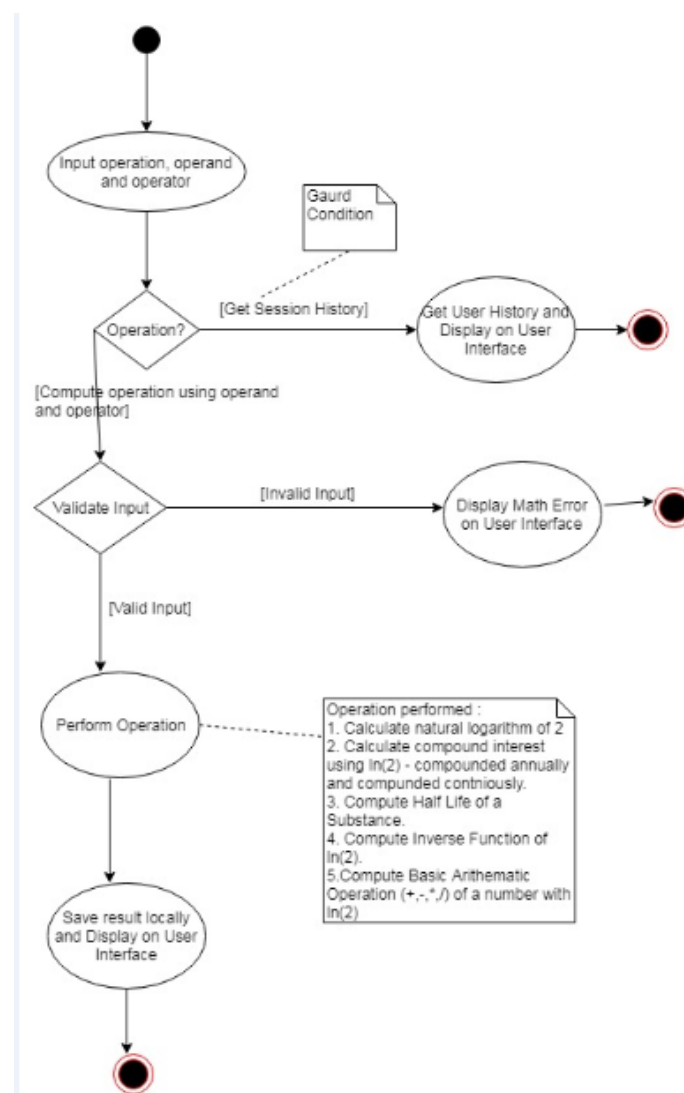 Input operation, operand
and operator
Gaurd
Condition
[Get Session History]
Operation?
Get User History and
Display on User
Interface
[Compute operation using operand
and operator]
Validate Input
[Invalid Input]
Display Math Error
on User Interface
[Valid Input]
Perform Operation
Operation performed :
1. Calculate natural logarithm of 2
2. Calculate compound interest
using ln(2) - compounded annually
and compunded contniously.
3. Compute Half Life of a
Substance.
4. Compute Inverse Function of
ln(2).
5.Compute Basic Arithematic
Operation (+,-,*,/) of a number with
ln(2)
Save result locally
and Display on User
Interface